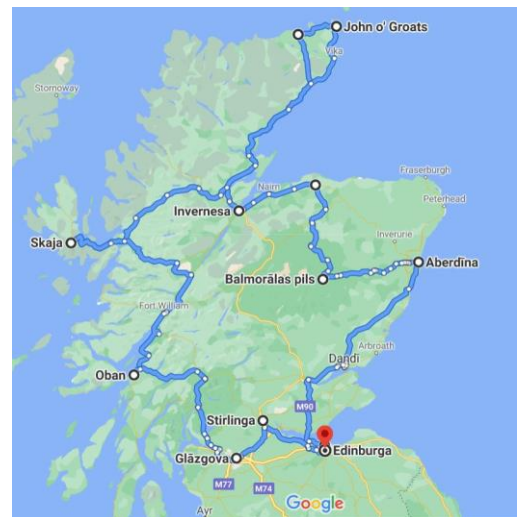 John o' Groats
Vika
Stornoway
Fraserburgh
Nairn
Peterhead
Invernesa
Inverurie
Skaja
Aberdīna
Balmorālas pils
Fort William
Arbroath
Dandī
Oban
M90
Stirlinga
Edinburga
Glāzgova
M77
M74
Google
Ayr